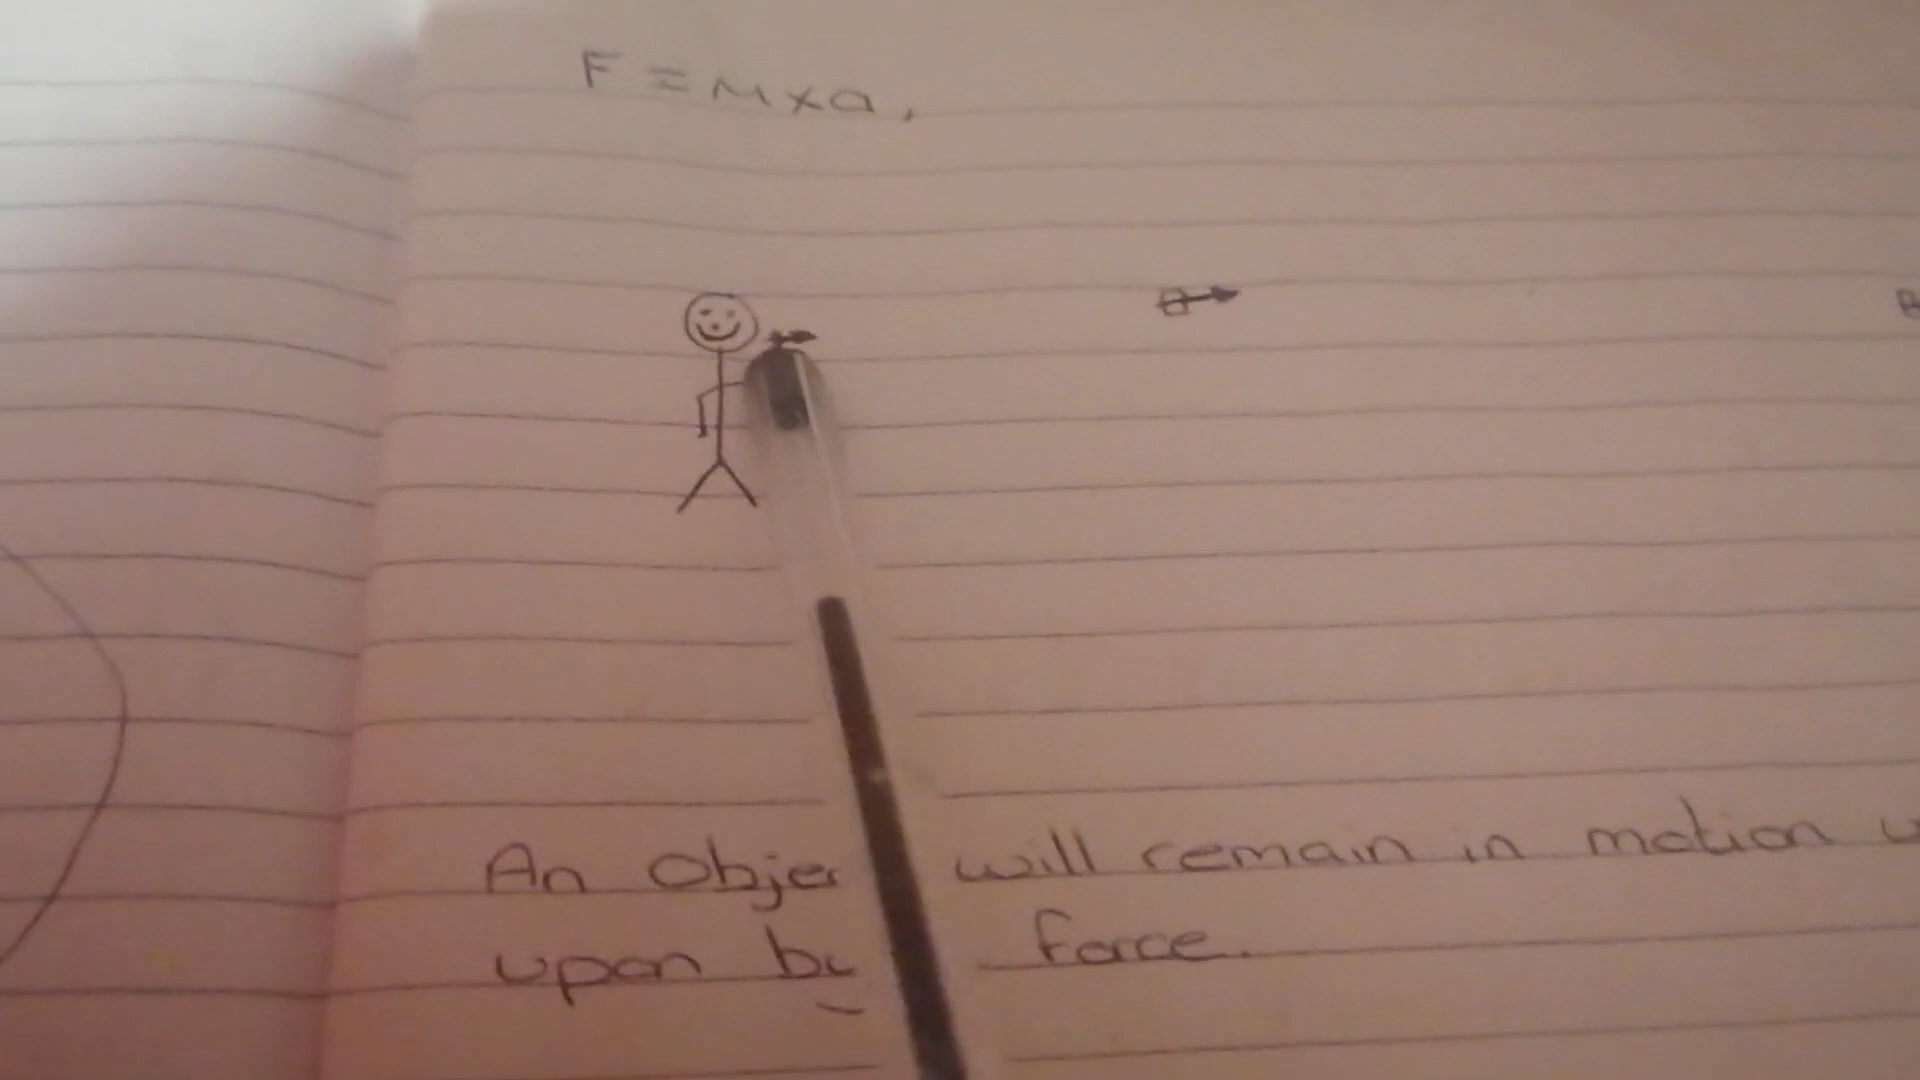 F = M x a,
An Objec will remain in motion
upon by force.